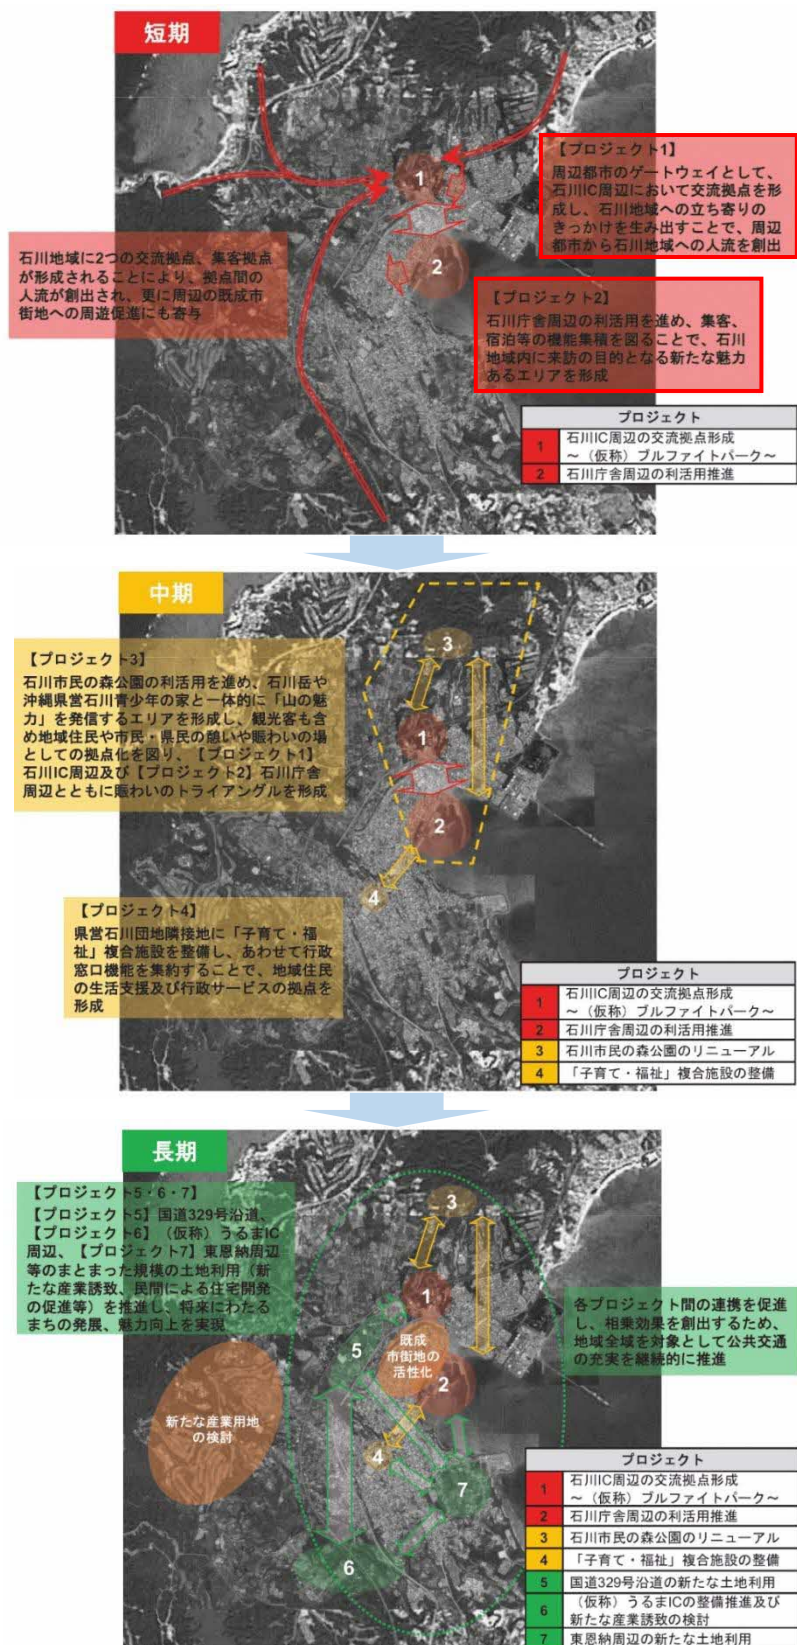 短期
1
【プロジェクト1】
周辺都市のゲートウェイとして、
石川IC周辺において交流拠点を形
成し、石川地域への立ち寄りの
きっかけを生み出すことで、周辺
都市から石川地域への人流を創出
石川地域に2つの交流拠点、集客拠点
が形成されることにより、拠点間の
人流が創出され、更に周辺の既成市
街地への周遊促進にも寄与
2
【プロジェクト2】
石川庁舎周辺の利活用を進め、集客、
宿泊等の機能集積を図ることで、石川
地域内に来訪の目的となる新たな魅力
あるエリアを形成
プロジェクト
1 石川IC周辺の交流拠点形成
～（仮称）ブルファイトパーク～
2 石川庁舎周辺の利活用推進
中期
3
【プロジェクト3】
石川市民の森公園の利活用を進め、石川岳や
沖縄県営石川青少年の家と一体的に「山の魅
力」を発信するエリアを形成し、観光客も含
め地域住民や市民・県民の憩いや賑わいの場
としての拠点化を図り、【プロジェクト1】
石川IC周辺及び【プロジェクト2】石川庁舎
周辺とともに賑わいのトライアングルを形成
1
2
4
【プロジェクト4】
県営石川団地隣接地に「子育て・福
祉」複合施設を整備し、あわせて行政
窓口機能を集約することで、地域住民
の生活支援及び行政サービスの拠点を
形成
プロジェクト
1 石川IC周辺の交流拠点形成
～（仮称）ブルファイトパーク～
2 石川庁舎周辺の利活用推進
3 石川市民の森公園のリニューアル
4 「子育て・福祉」複合施設の整備
長期
3
【プロジェクト5・6・7】
【プロジェクト5】国道329号沿道、
【プロジェクト6】（仮称）うるまIC
周辺、【プロジェクト7】東恩納周辺
等のまとまった規模の土地利用（新
たな産業誘致、民間による住宅開発
の促進等）を推進し、将来にわたる
まちの発展、魅力向上を実現
1
各プロジェクト間の連携を促進
し、相乗効果を創出するため、
地域全域を対象として公共交通
の充実を継続的に推進
5
既成
市街地の
活性化
2
新たな産業用地
の検討
4
7
6
プロジェクト
1 石川IC周辺の交流拠点形成
～（仮称）ブルファイトパーク～
2 石川庁舎周辺の利活用推進
3 石川市民の森公園のリニューアル
4 「子育て・福祉」複合施設の整備
5 国道329号沿道の新たな土地利用
6 （仮称）うるまICの整備推進及び
新たな産業誘致の検討
7 東恩納周辺の新たな土地利用